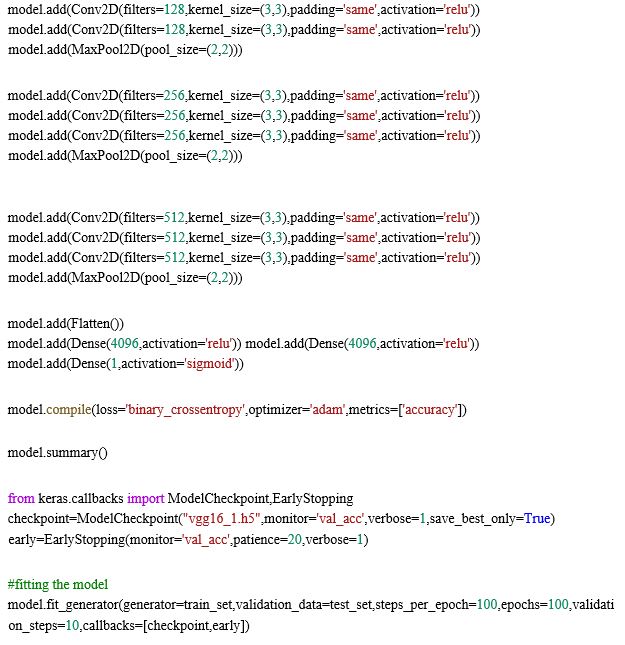 model.add(Conv2D(filters=128,kernel_size=(3,3),padding='same',activation='relu'))
model.add(Conv2D(filters=128,kernel_size=(3,3),padding='same',activation='relu'))
model.add(MaxPool2D(pool_size=(2,2)))
model.add(Conv2D(filters=256,kernel_size=(3,3),padding='same',activation='relu'))
model.add(Conv2D(filters=256,kernel_size=(3,3),padding='same',activation='relu'))
model.add(Conv2D(filters=256,kernel_size=(3,3),padding='same',activation='relu'))
model.add(MaxPool2D(pool_size=(2,2)))
model.add(Conv2D(filters=512,kernel_size=(3,3),padding='same',activation='relu'))
model.add(Conv2D(filters=512,kernel_size=(3,3),padding='same',activation='relu'))
model.add(Conv2D(filters=512,kernel_size=(3,3),padding='same',activation='relu'))
model.add(MaxPool2D(pool_size=(2,2)))
model.add(Flatten())
model.add(Dense(4096,activation='relu')) model.add(Dense(4096,activation='relu'))
model.add(Dense(1,activation='sigmoid'))
model.compile(loss='binary_crossentropy',optimizer='adam',metrics=['accuracy'])
model.summary()
from keras.callbacks import ModelCheckpoint,EarlyStopping
checkpoint=ModelCheckpoint("vgg16_1.h5",monitor='val_acc',verbose=1,save_best_only=True)
early=EarlyStopping(monitor='val_acc',patience=20,verbose=1)
#fitting the model
model.fit_generator(generator=train_set,validation_data=test_set,steps_per_epoch=100,epochs=100,validati
on_steps=10,callbacks=[checkpoint,early])